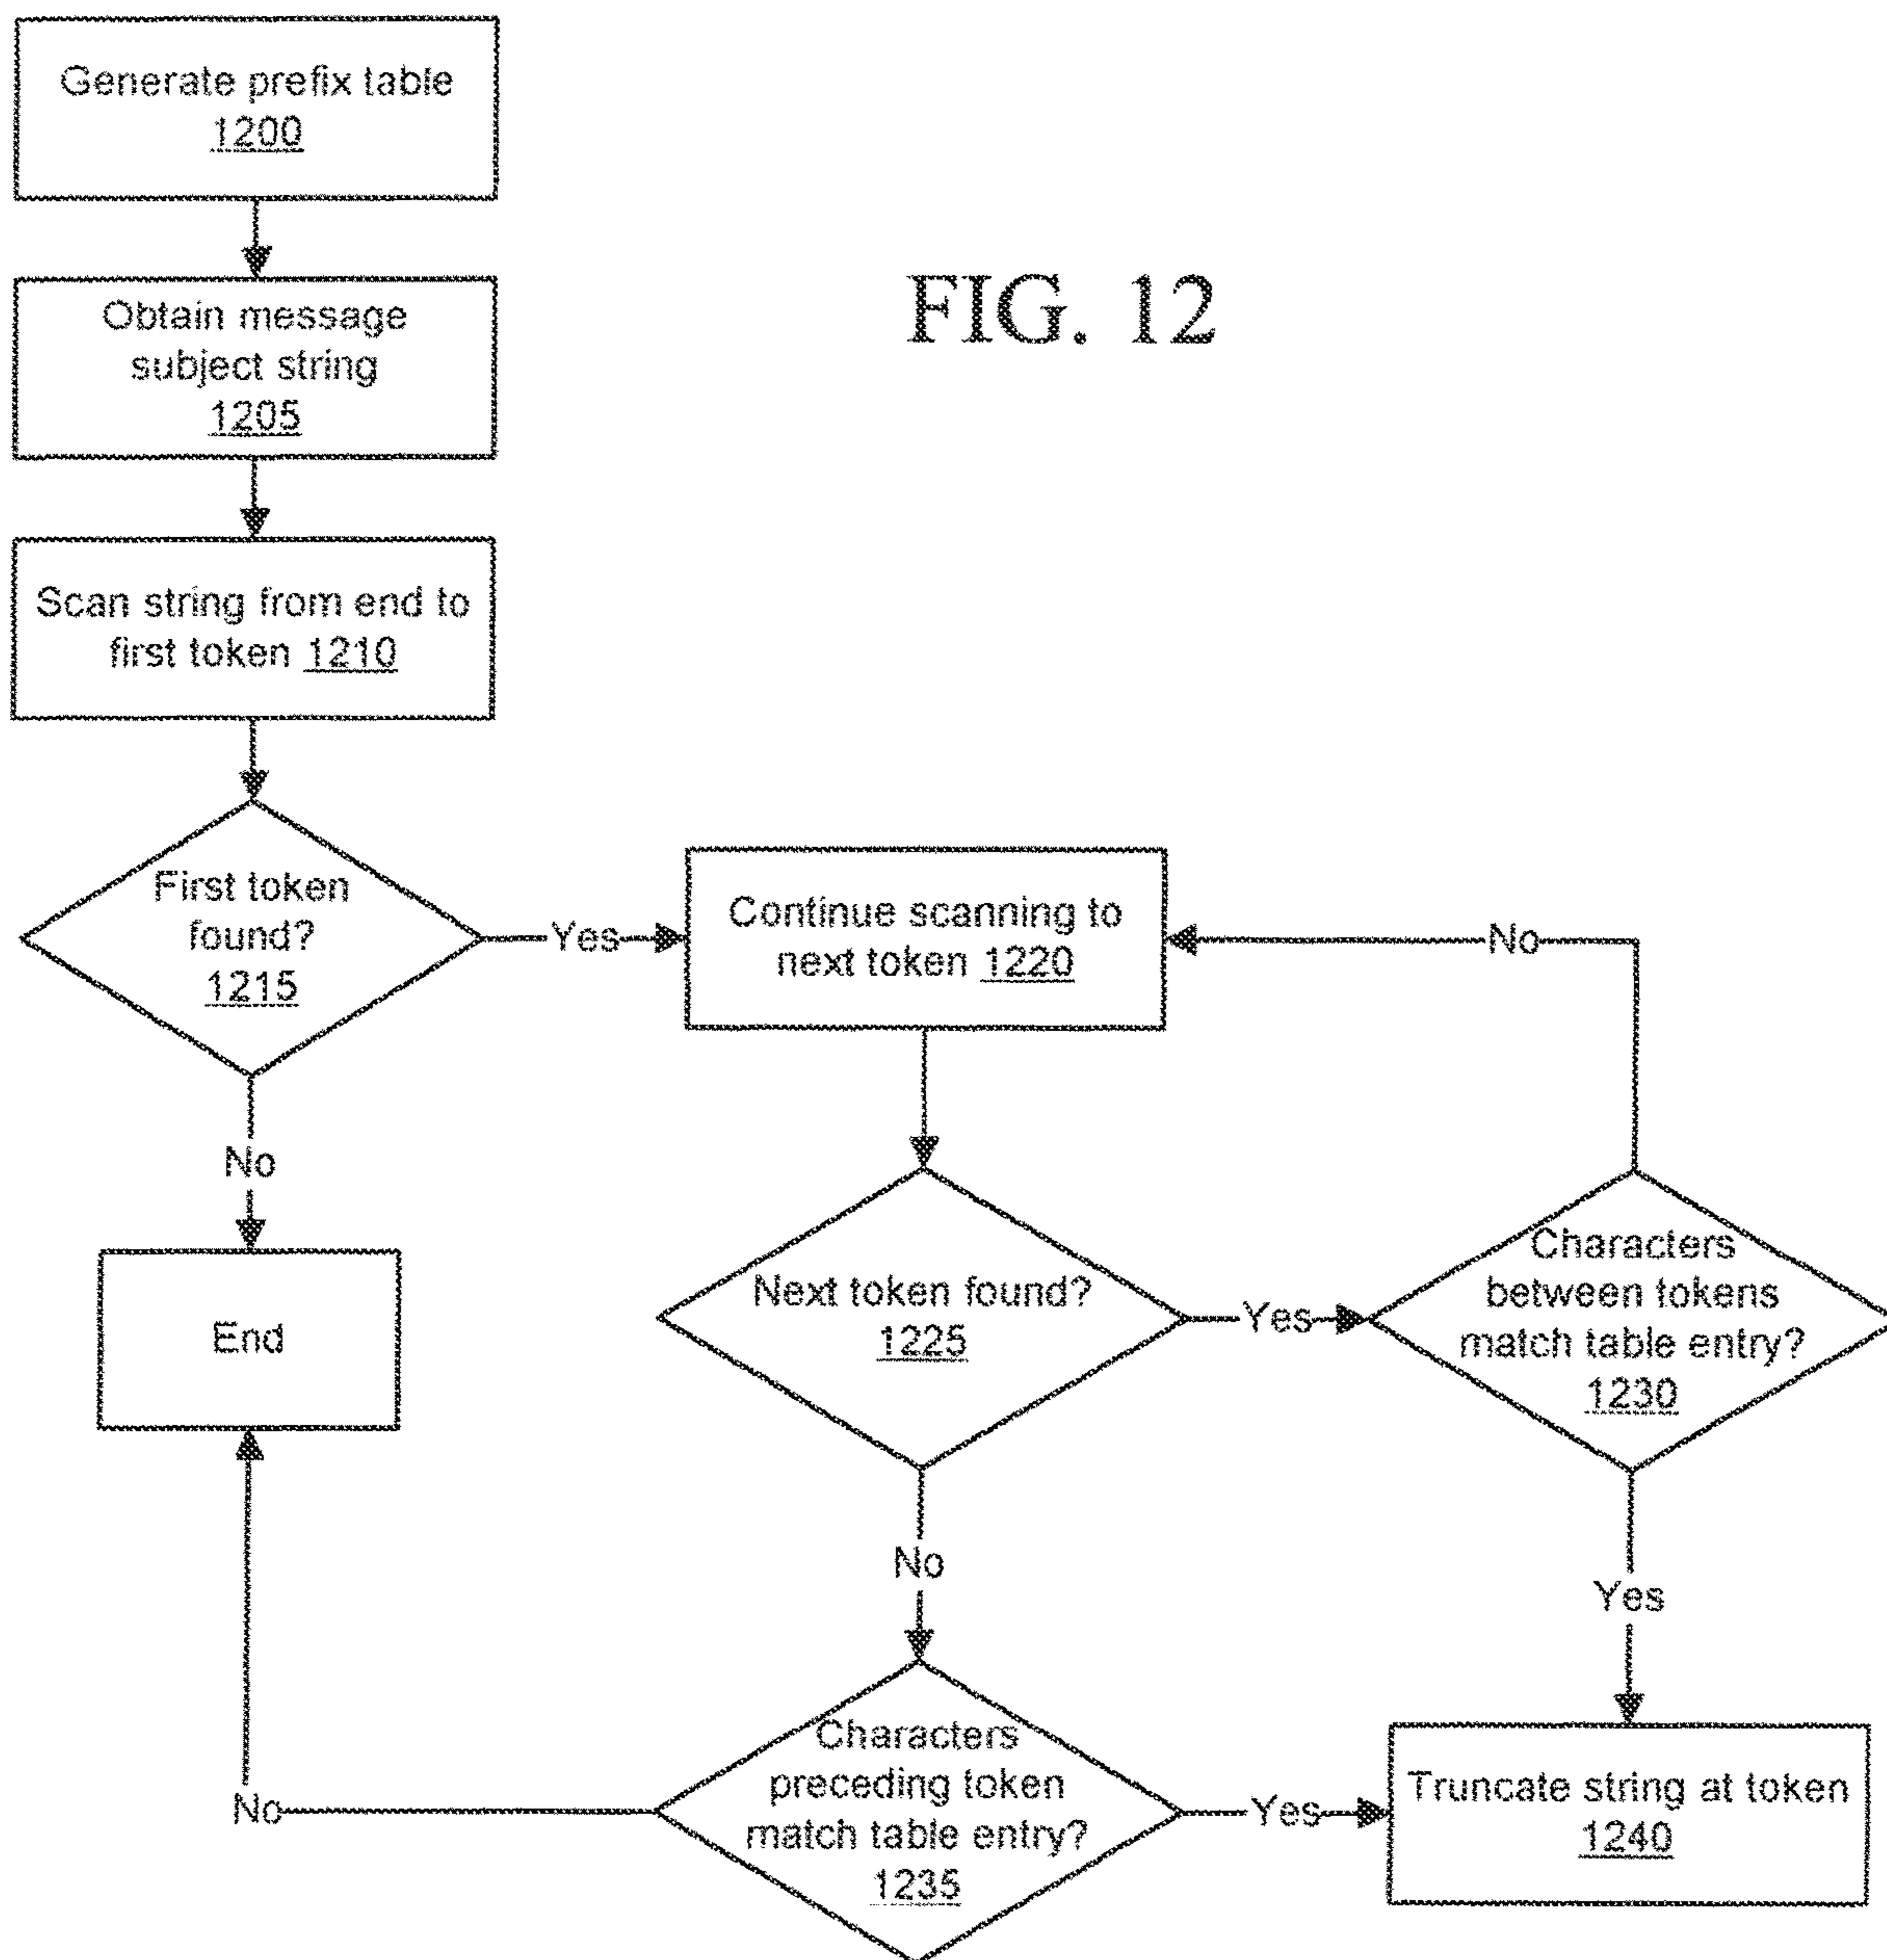 Generate prefix table
1200
FIG. 12
Obtain message
subject string
1205
Scan string from end to
first token 1210
First token
found?
1215
Yes
Continue scanning to
next token 1220
No
No
End
Next token found?
1225
Yes
Characters
between tokens
match table entry?
1230
No
Yes
Characters
preceding token
match table entry?
1235
No
Yes
Truncate string at token
1240